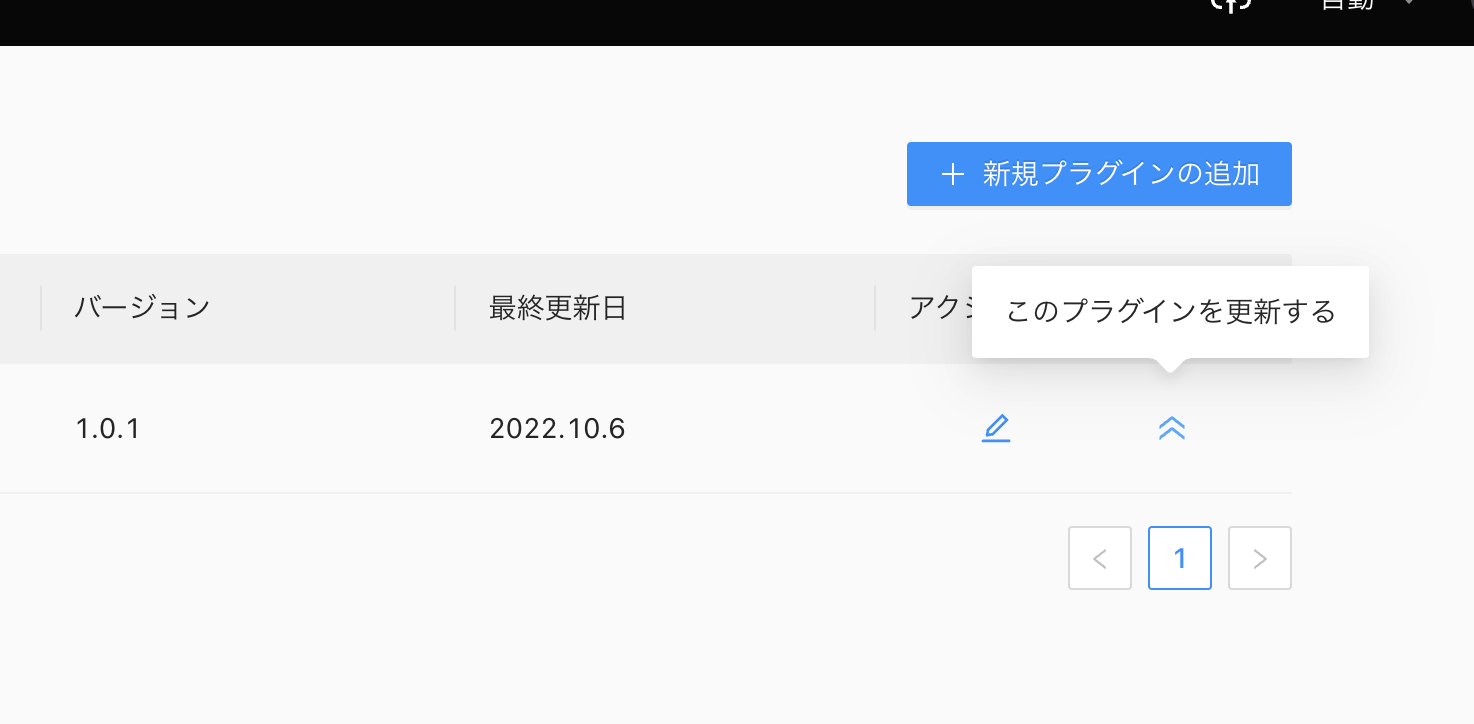 自動
+ 新規プラグインの追加
バージョン
最終更新日
アクシ
このプラグインを更新する
1.0.1
2022.10.6
<
1
>